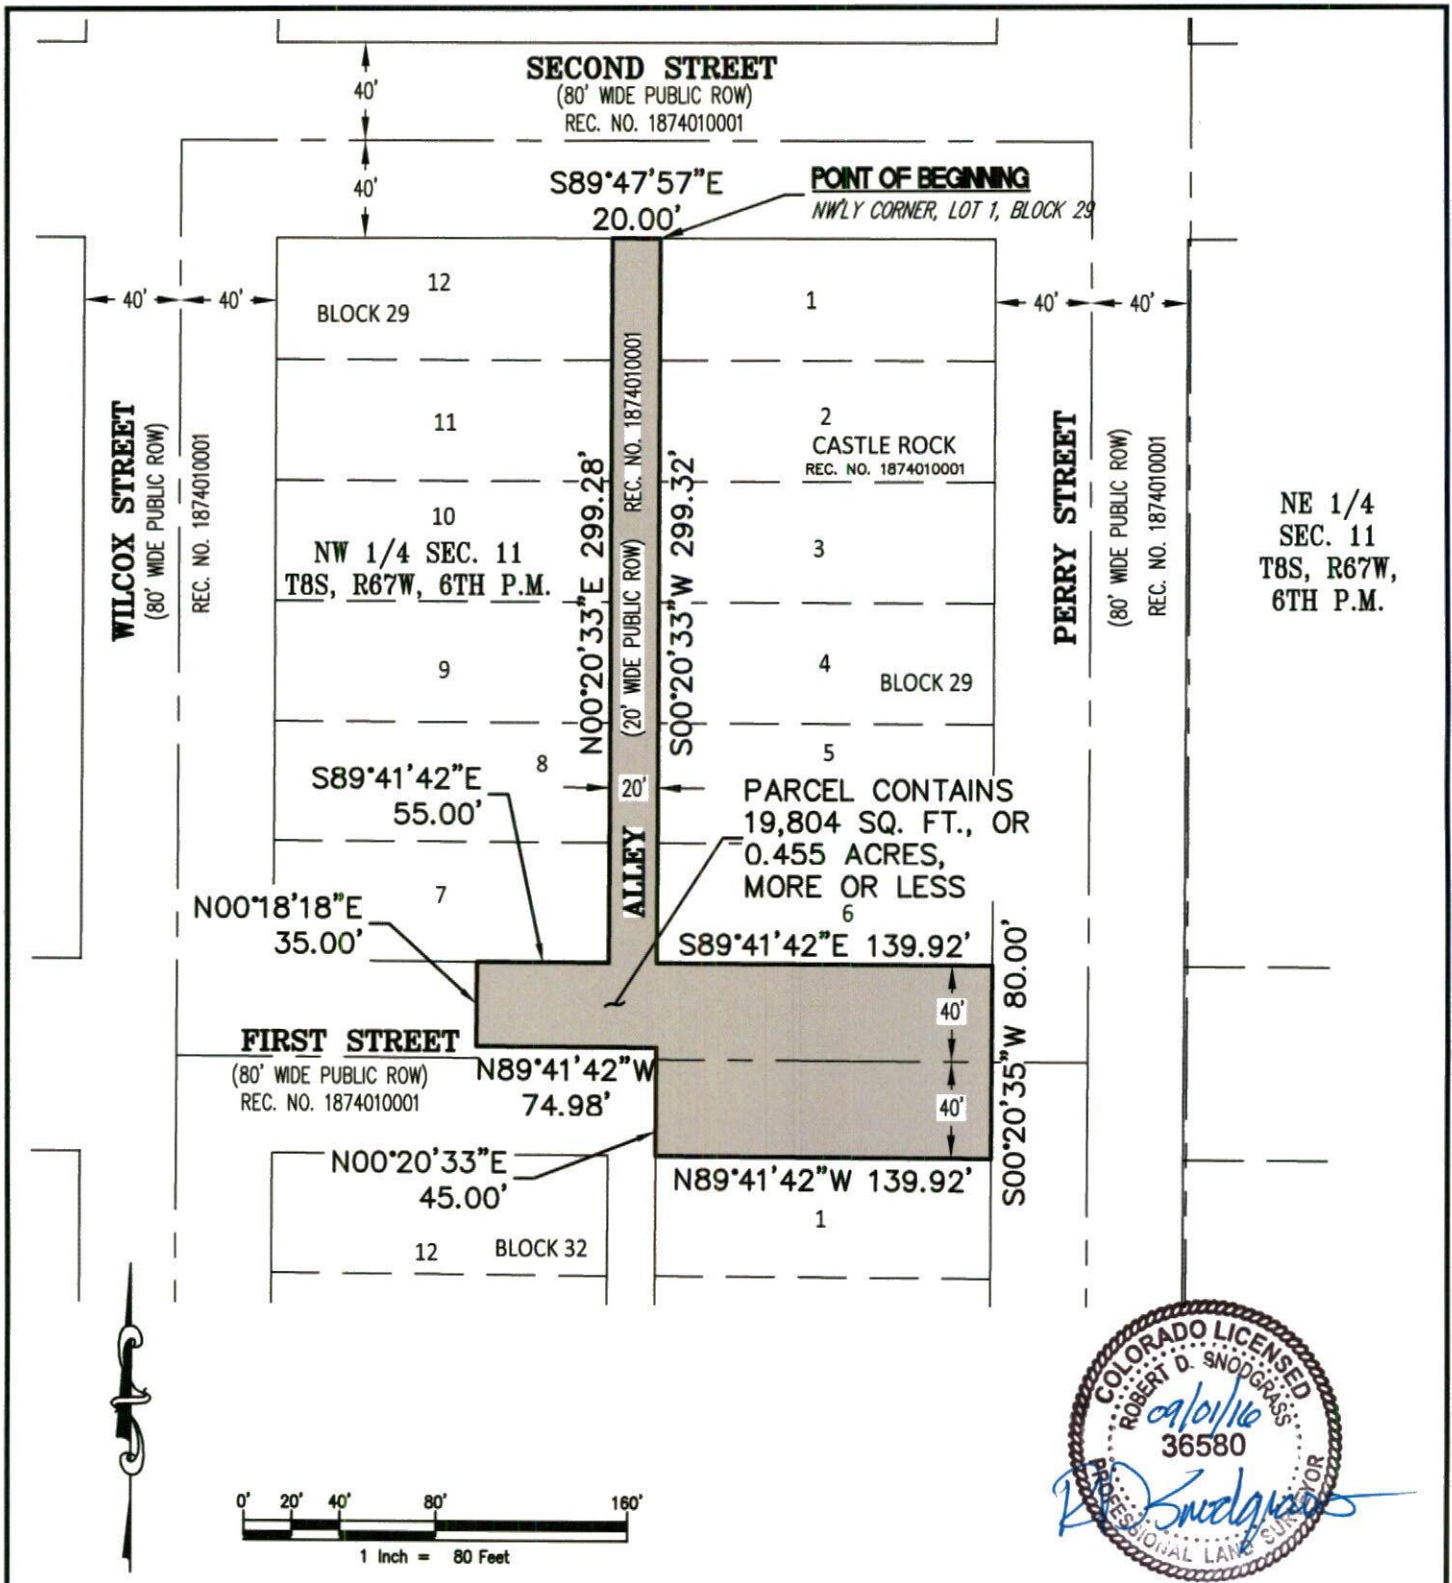 SECOND STREET
(80' WIDE PUBLIC ROW)
REC. NO. 1874010001
40'
40'
S89°47'57"E
20.00'
POINT OF BEGINNING
NW'LY CORNER, LOT 1, BLOCK 29
40'
40'
12
BLOCK 29
1
40'
40'
WILCOX STREET
(80' WIDE PUBLIC ROW)
REC. NO. 1874010001
11
10
NW 1/4 SEC. 11
T8S, R67W, 6TH P.M.
9
8
7
N00°20'33"E 299.28'
ALLEY
(20' WIDE PUBLIC ROW)
REC. NO. 1874010001
S00°20'33"W 299.32'
20'
2
CASTLE ROCK
REC. NO. 1874010001
3
4
BLOCK 29
5
PERRY STREET
(80' WIDE PUBLIC ROW)
REC. NO. 1874010001
NE 1/4
SEC. 11
T8S, R67W,
6TH P.M.
S89°41'42"E
55.00'
PARCEL CONTAINS
19,804 SQ. FT., OR
0.455 ACRES,
MORE OR LESS
6
N00°18'18"E
35.00'
S89°41'42"E 139.92'
S00°20'35"W 80.00'
40'
40'
FIRST STREET
(80' WIDE PUBLIC ROW)
REC. NO. 1874010001
N89°41'42"W
74.98'
N00°20'33"E
45.00'
N89°41'42"W 139.92'
1
12
BLOCK 32
0'
20'
40'
80'
160'
1 Inch = 80 Feet
COLORADO LICENSED
ROBERT D. SNODGRASS
09/01/16
36580
R D Snodgrass
PROFESSIONAL LAND SURVEYOR